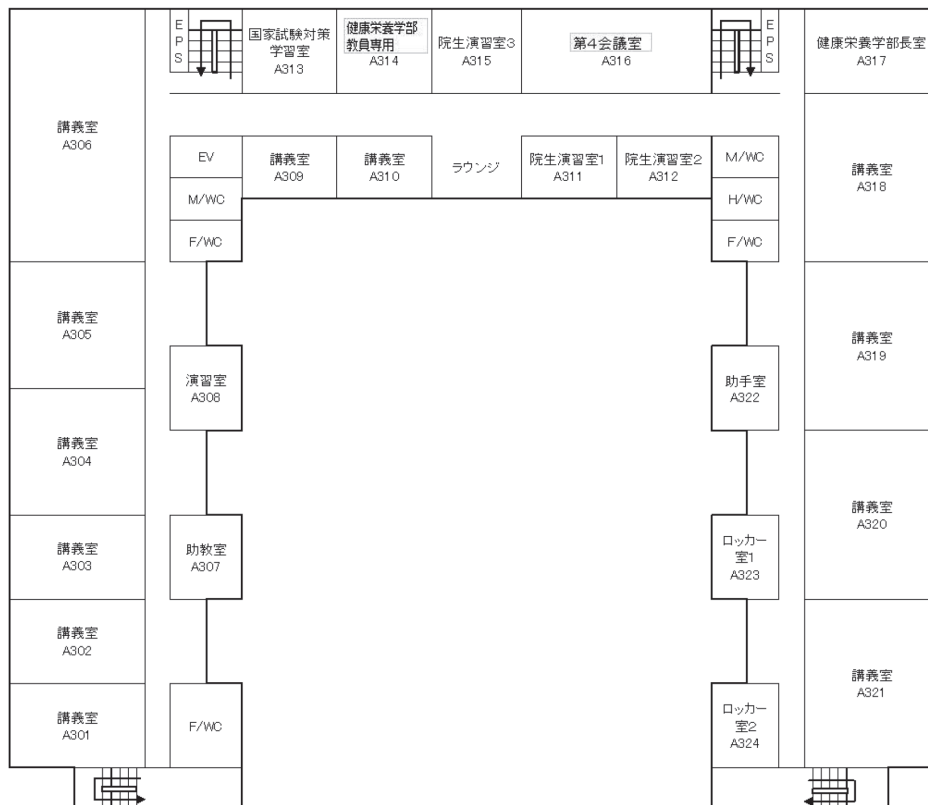 EPS
国家試験対策
学習室
A313
健康栄養学部
教員専用
A314
院生演習室3
A315
第4会議室
A316
EPS
健康栄養学部長室
A317
講義室
A306
EV
講義室
A309
講義室
A310
ラウンジ
院生演習室1
A311
院生演習室2
A312
M/WC
講義室
A318
M/WC
H/WC
F/WC
F/WC
講義室
A305
講義室
A319
演習室
A308
助手室
A322
講義室
A304
講義室
A320
講義室
A303
助教室
A307
ロッカー
室1
A323
講義室
A302
講義室
A321
講義室
A301
F/WC
ロッカー
室2
A324